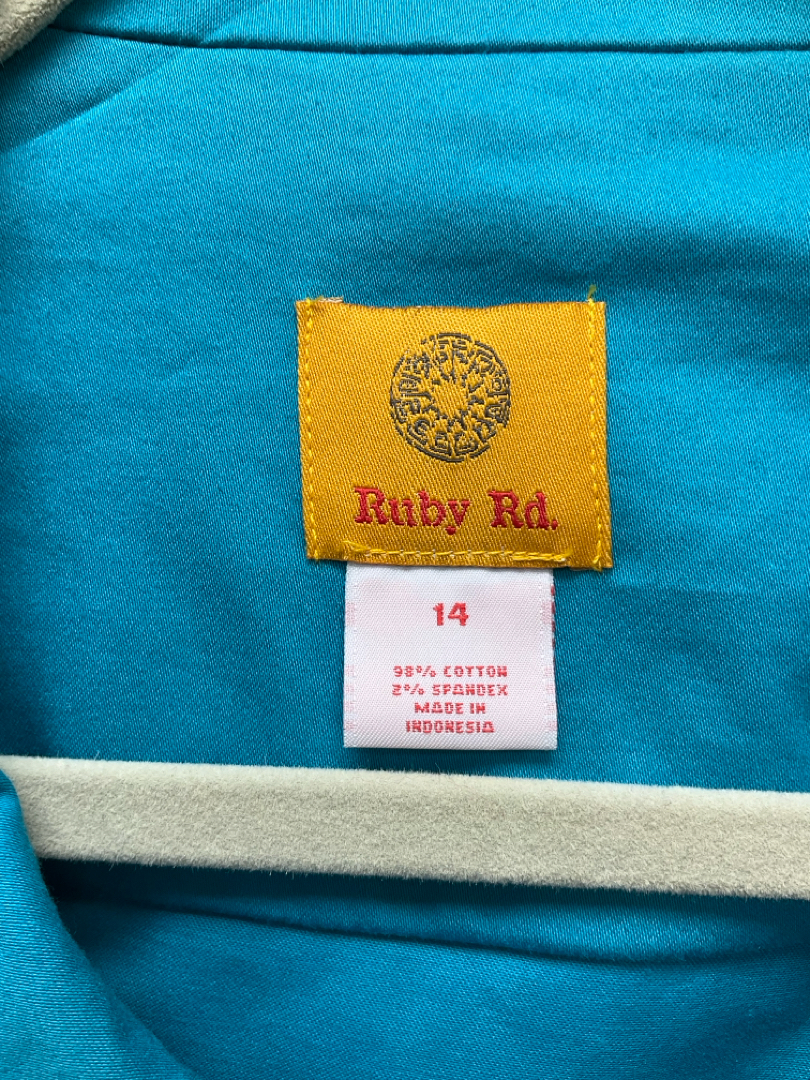 Ruby Rd.
14
98% COTTON
2% SPANDEX
MADE IN
INDONESIA